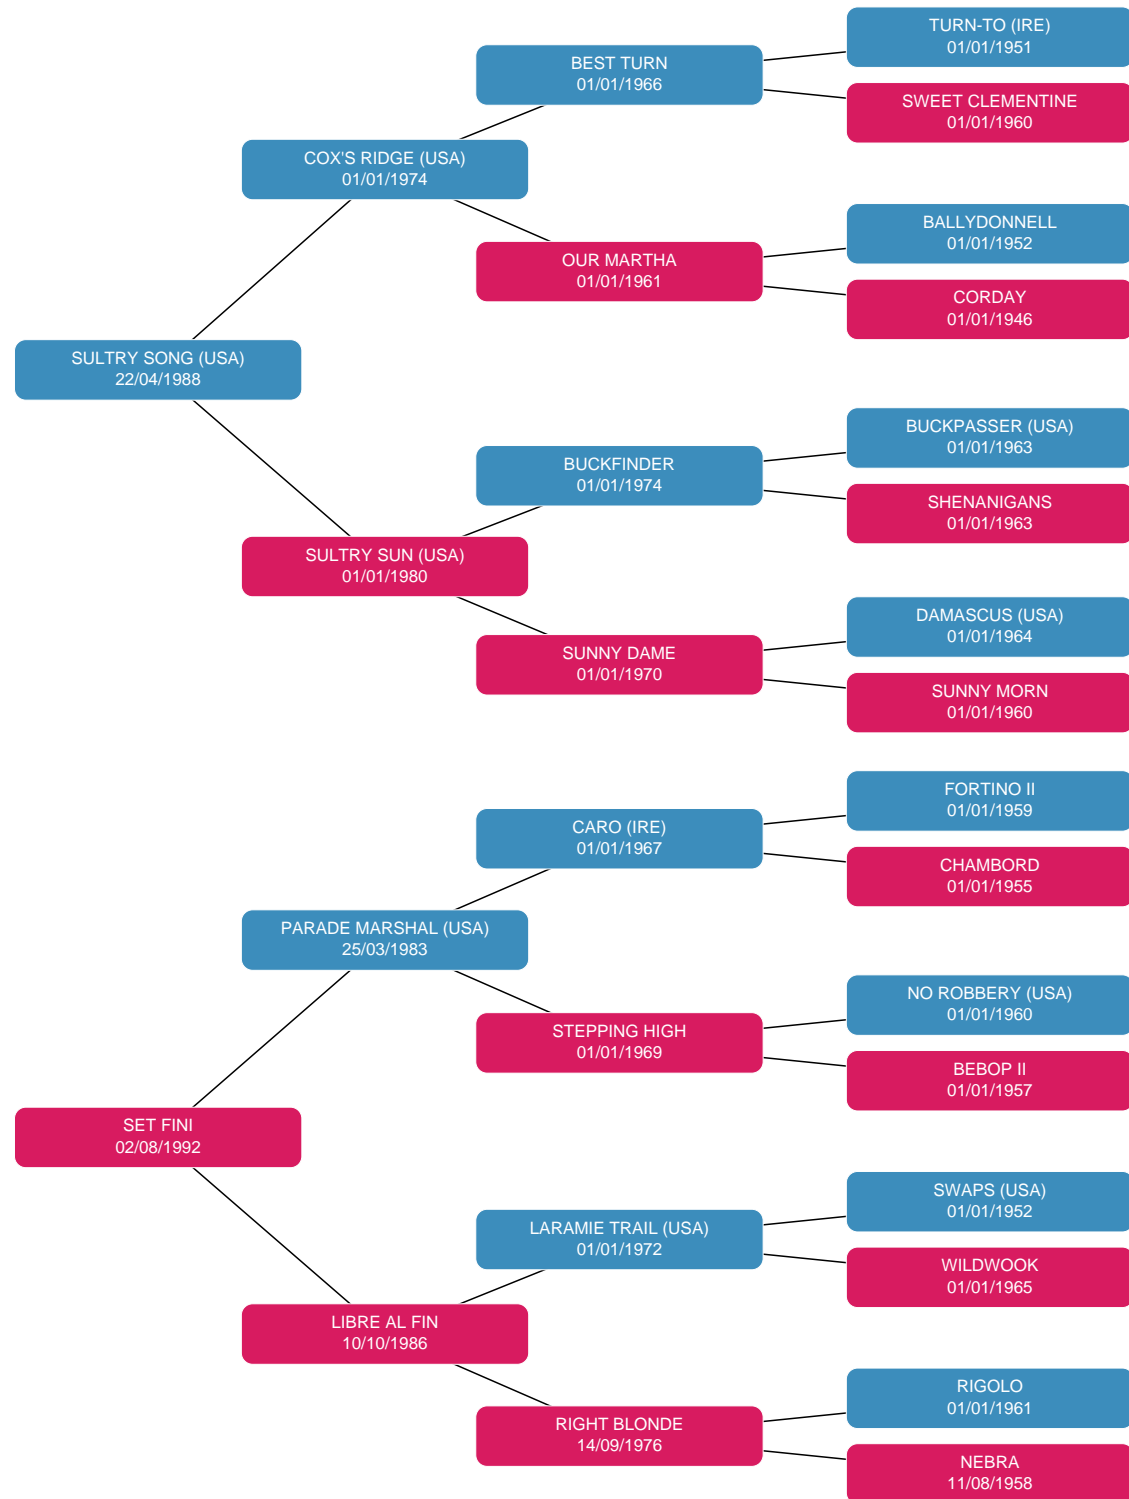 TURN-TO (IRE)
01/01/1951
BEST TURN
01/01/1966
SWEET CLEMENTINE
01/01/1960
COX'S RIDGE (USA)
01/01/1974
BALLYDONNELL
01/01/1952
OUR MARTHA
01/01/1961
CORDAY
01/01/1946
SULTRY SONG (USA)
22/04/1988
BUCKPASSER (USA)
01/01/1963
BUCKFINDER
01/01/1974
SHENANIGANS
01/01/1963
SULTRY SUN (USA)
01/01/1980
DAMASCUS (USA)
01/01/1964
SUNNY DAME
01/01/1970
SUNNY MORN
01/01/1960
FORTINO II
01/01/1959
CARO (IRE)
01/01/1967
CHAMBORD
01/01/1955
PARADE MARSHAL (USA)
25/03/1983
NO ROBBERY (USA)
01/01/1960
STEPPING HIGH
01/01/1969
BEBOP II
01/01/1957
SET FINI
02/08/1992
SWAPS (USA)
01/01/1952
LARAMIE TRAIL (USA)
01/01/1972
WILDWOOK
01/01/1965
LIBRE AL FIN
10/10/1986
RIGOLO
01/01/1961
RIGHT BLONDE
14/09/1976
NEBRA
11/08/1958